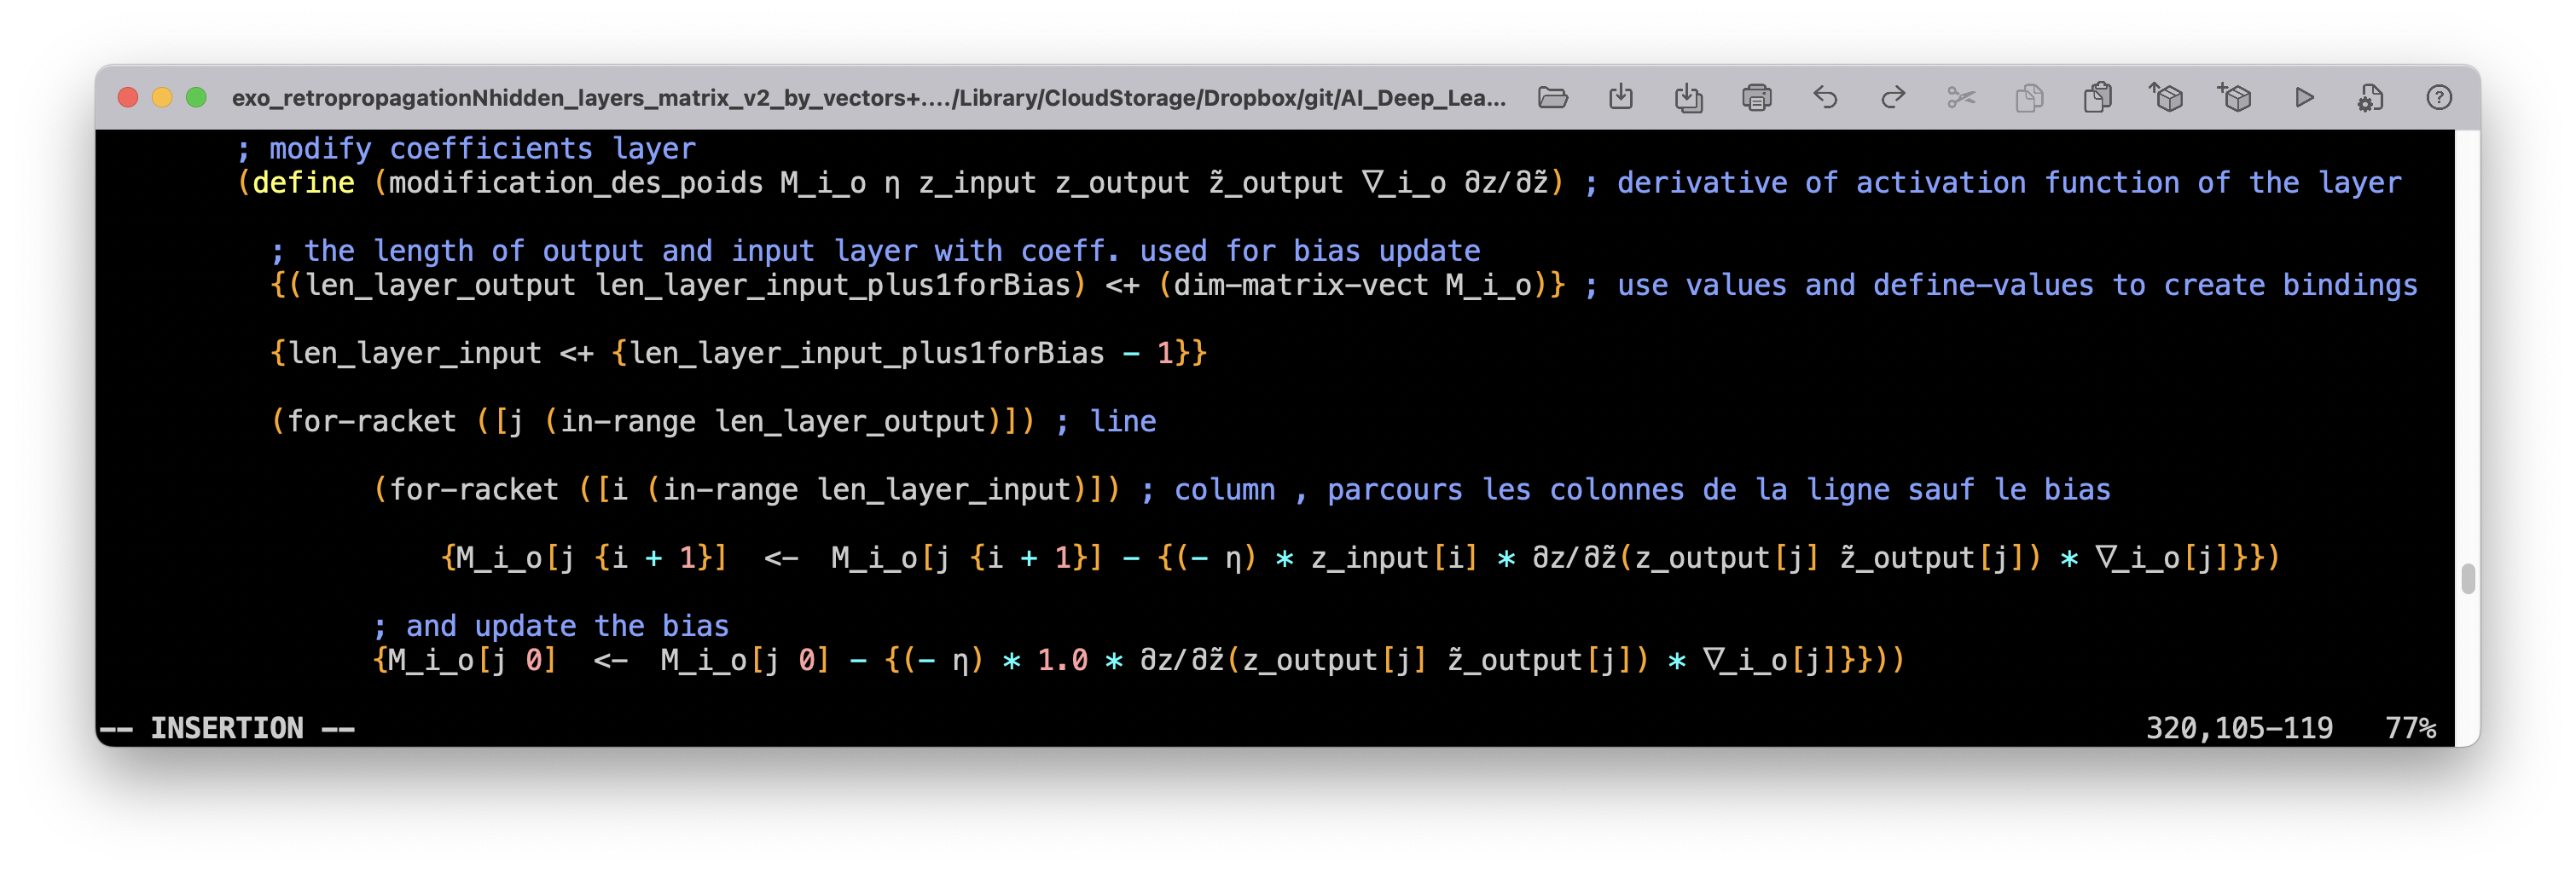 exo_retropropagationNhidden_layers_matrix_v2_by_vectors+..../Library/CloudStorage/Dropbox/git/AI_Deep_Lea...
; modify coefficients layer
(define (modification_des_poids M_i_o η z_input z_output z̃_output ∇_i_o ∂z/∂z̃) ; derivative of activation function of the layer
; the length of output and input layer with coeff. used for bias update
{(len_layer_output len_layer_input_plus1forBias) <+ (dim-matrix-vect M_i_o)} ; use values and define-values to create bindings
{len_layer_input <+ {len_layer_input_plus1forBias - 1}}
(for-racket ([j (in-range len_layer_output)]) ; line
(for-racket ([i (in-range len_layer_input)]) ; column , parcours les colonnes de la ligne sauf le bias
{M_i_o[j {i + 1}]  <-  M_i_o[j {i + 1}] - {(- η) * z_input[i] * ∂z/∂z̃(z_output[j] z̃_output[j]) * ∇_i_o[j]}})
; and update the bias
{M_i_o[j 0]  <-  M_i_o[j 0] - {(- η) * 1.0 * ∂z/∂z̃(z_output[j] z̃_output[j]) * ∇_i_o[j]}}))
-- INSERTION -- 320,105-119 77%